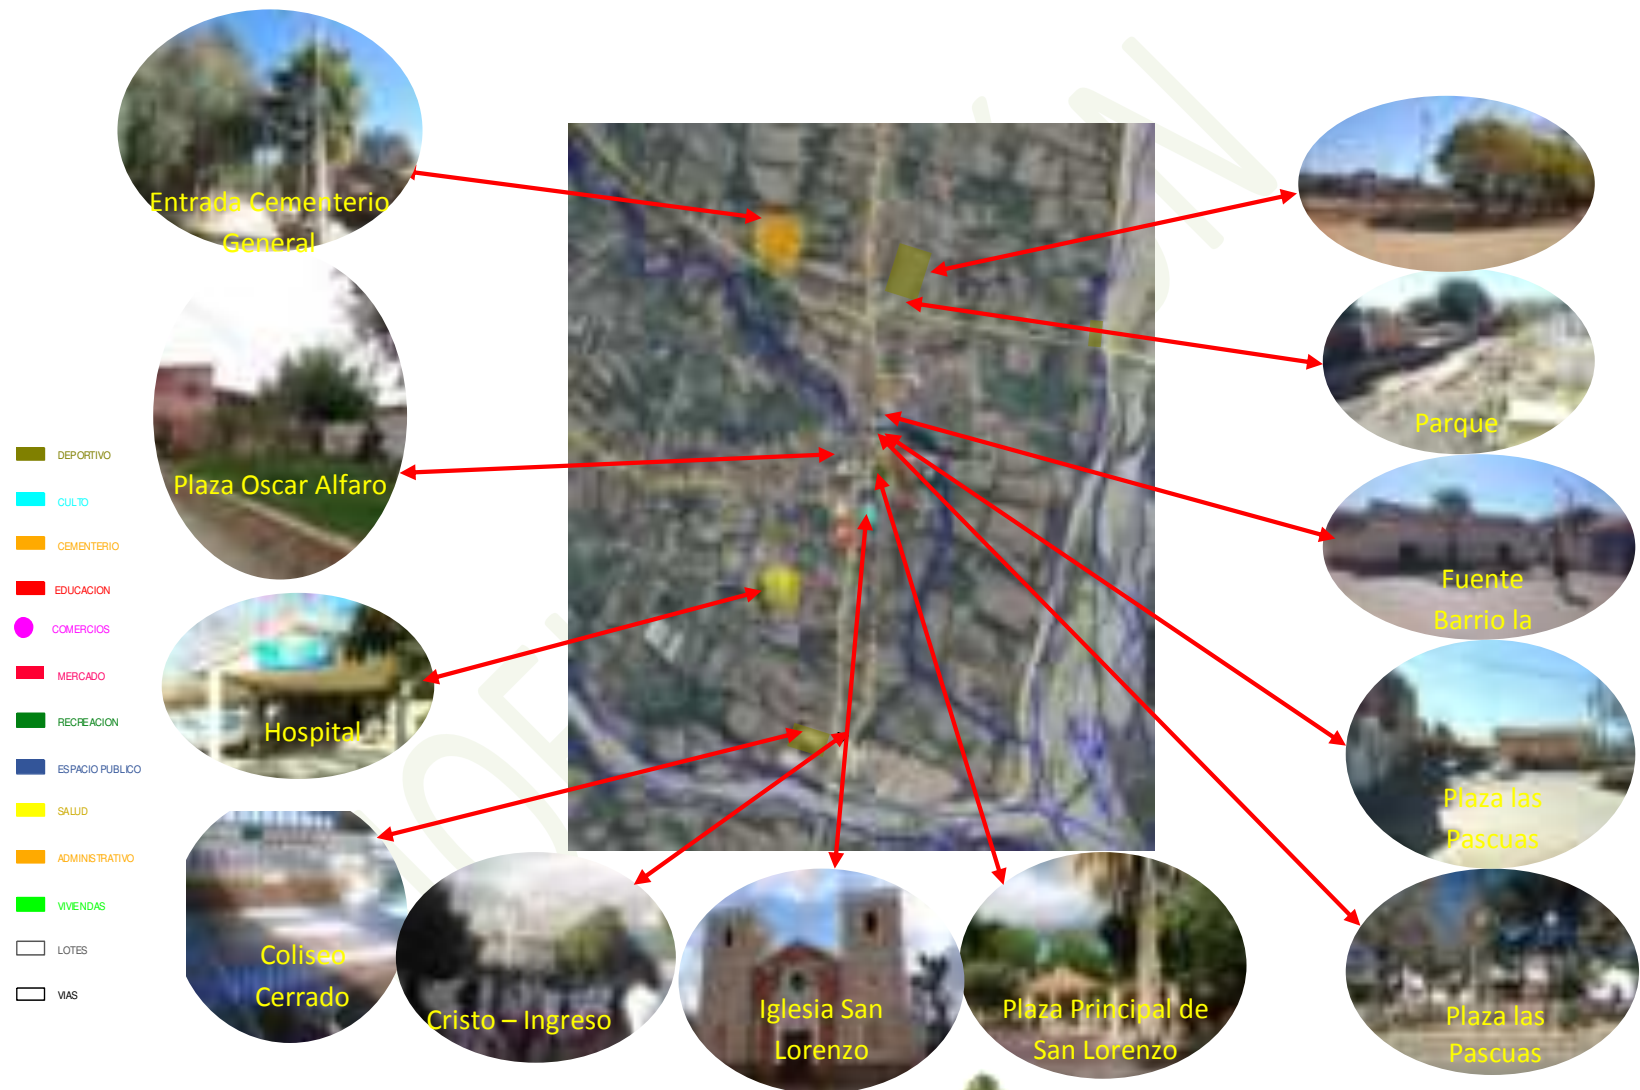 Entrada Cementerio
General
Plaza Oscar Alfaro
DEPORTIVO
CULTO
CEMENTERIO
EDUCACION
COMERCIOS
MERCADO
RECREACION
ESPACIO PUBLICO
SALUD
ADMINISTRATIVO
VIVIENDAS
LOTES
VIAS
Hospital
Coliseo
Cerrado
Cristo – Ingreso
Iglesia San
Lorenzo
Plaza Principal de
San Lorenzo
Parque
Fuente
Barrio la
Plaza las
Pascuas
Plaza las
Pascuas